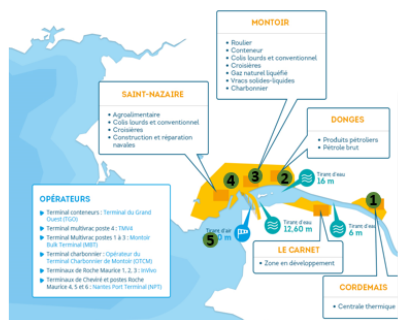 MONTOIR
• Roulier
• Conteneur
• Colis lourds et conventionnel
• Croisières
• Gaz naturel liquéfié
• Vracs solides-liquides
• Charbonnier
SAINT-NAZAIRE
• Agroalimentaire
• Colis lourds et conventionnel
• Croisières
• Construction et réparation
navales
DONGES
• Produits pétroliers
• Pétrole brut
4
3
2
Tirant d'eau
16 m
1
OPÉRATEURS
Terminal conteneurs : Terminal du Grand
Ouest (TGO)
Terminal multivrac poste 4 : TMV4
Terminal Multivrac postes 1 à 3 : Montoir
Bulk Terminal (MBT)
Terminal charbonnier : Opérateur du
Terminal Charbonnier de Montoir (OTCM)
Terminaux de Roche Maurice 1, 2, 3 : Invivo
Terminaux de Cheviré et postes Roche
Maurice 4, 5 et 6 : Nantes Port Terminal (NPT)
5
Tirant d'air
0 m
Tirant d'eau
12,60 m
Tirant d'eau
6 m
LE CARNET
• Zone en développement
CORDEMAIS
• Centrale thermique